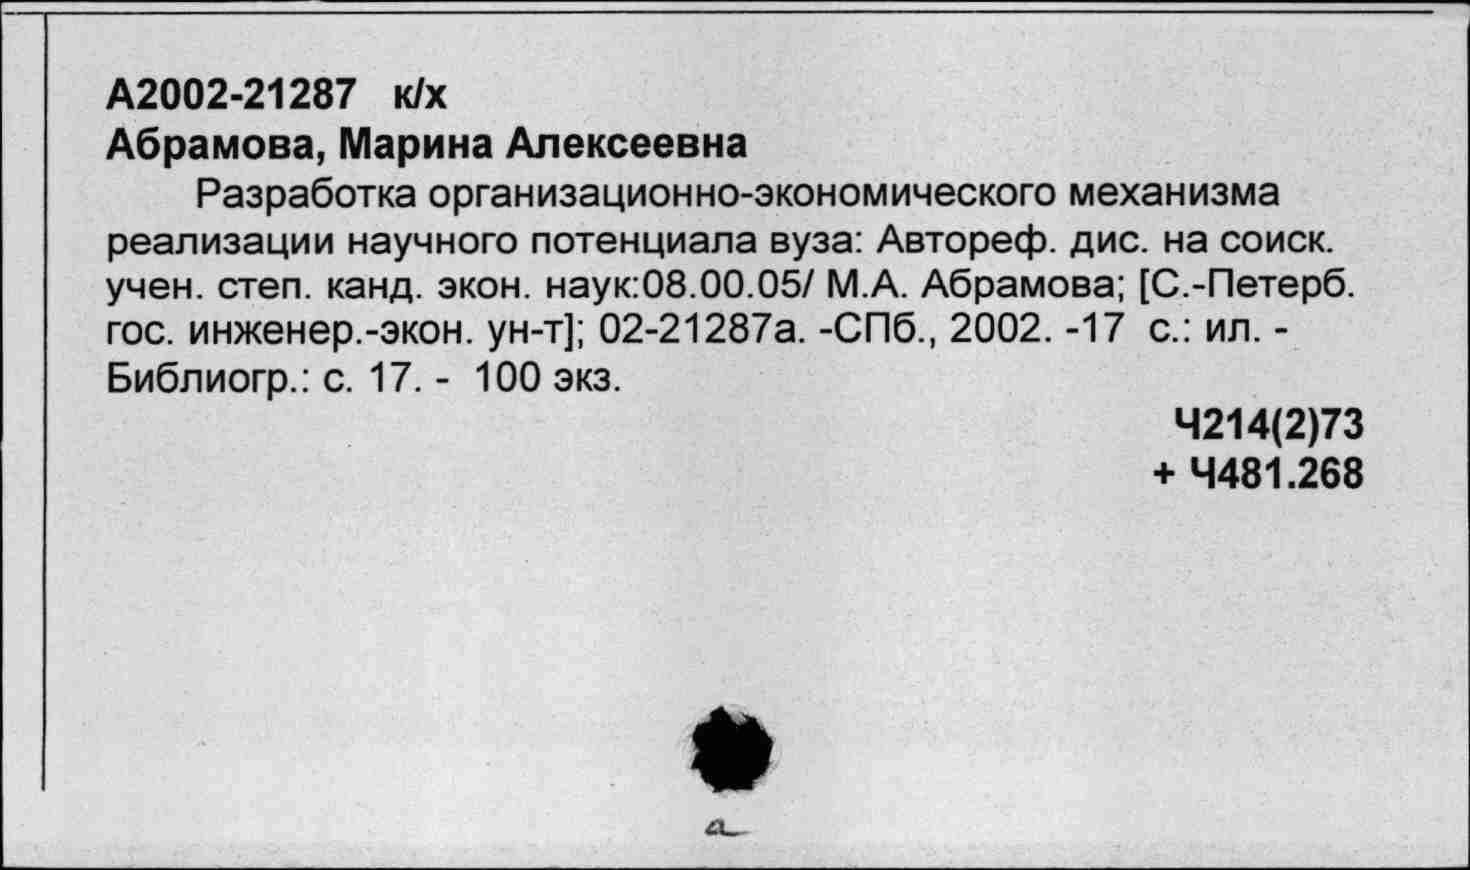 А2002-21287 к/х
Абрамова, Марина Алексеевна
Разработка организационно-экономического механизма
реализации научного потенциала вуза: Автореф. дис. на соиск.
учен. степ. канд. экон. наук:08.00.05/ М.А. Абрамова; [С.-Петерб.
гос. инженер.-экон. ун-т]; 02-21287а. -СПб., 2002. -17 с.: ил. -
Библиогр.: с. 17. - 100 экз.
Ч214(2)73
+ Ч481.268
а